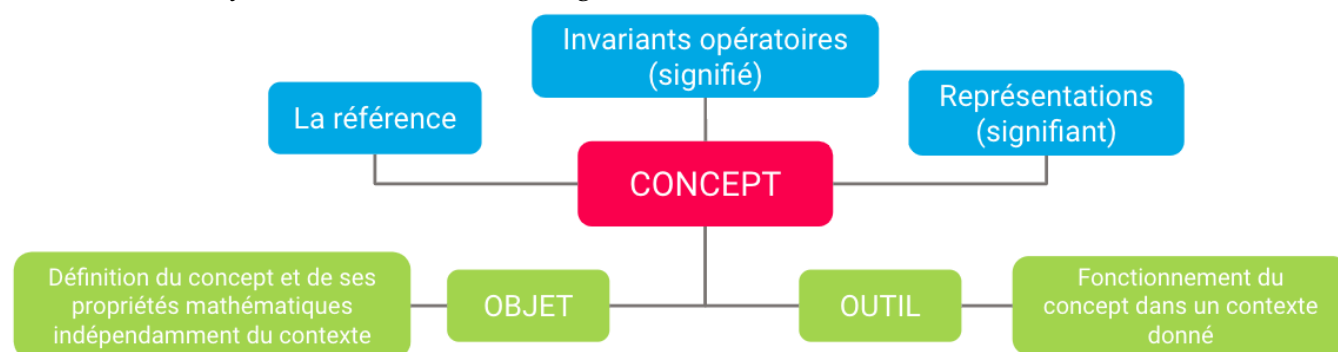 Invariants opératoires
(signifié)
La référence
Représentations
(signifiant)
CONCEPT
Définition du concept et de ses
propriétés mathématiques
indépendamment du contexte
OBJET
OUTIL
Fonctionnement du
concept dans un contexte
donné